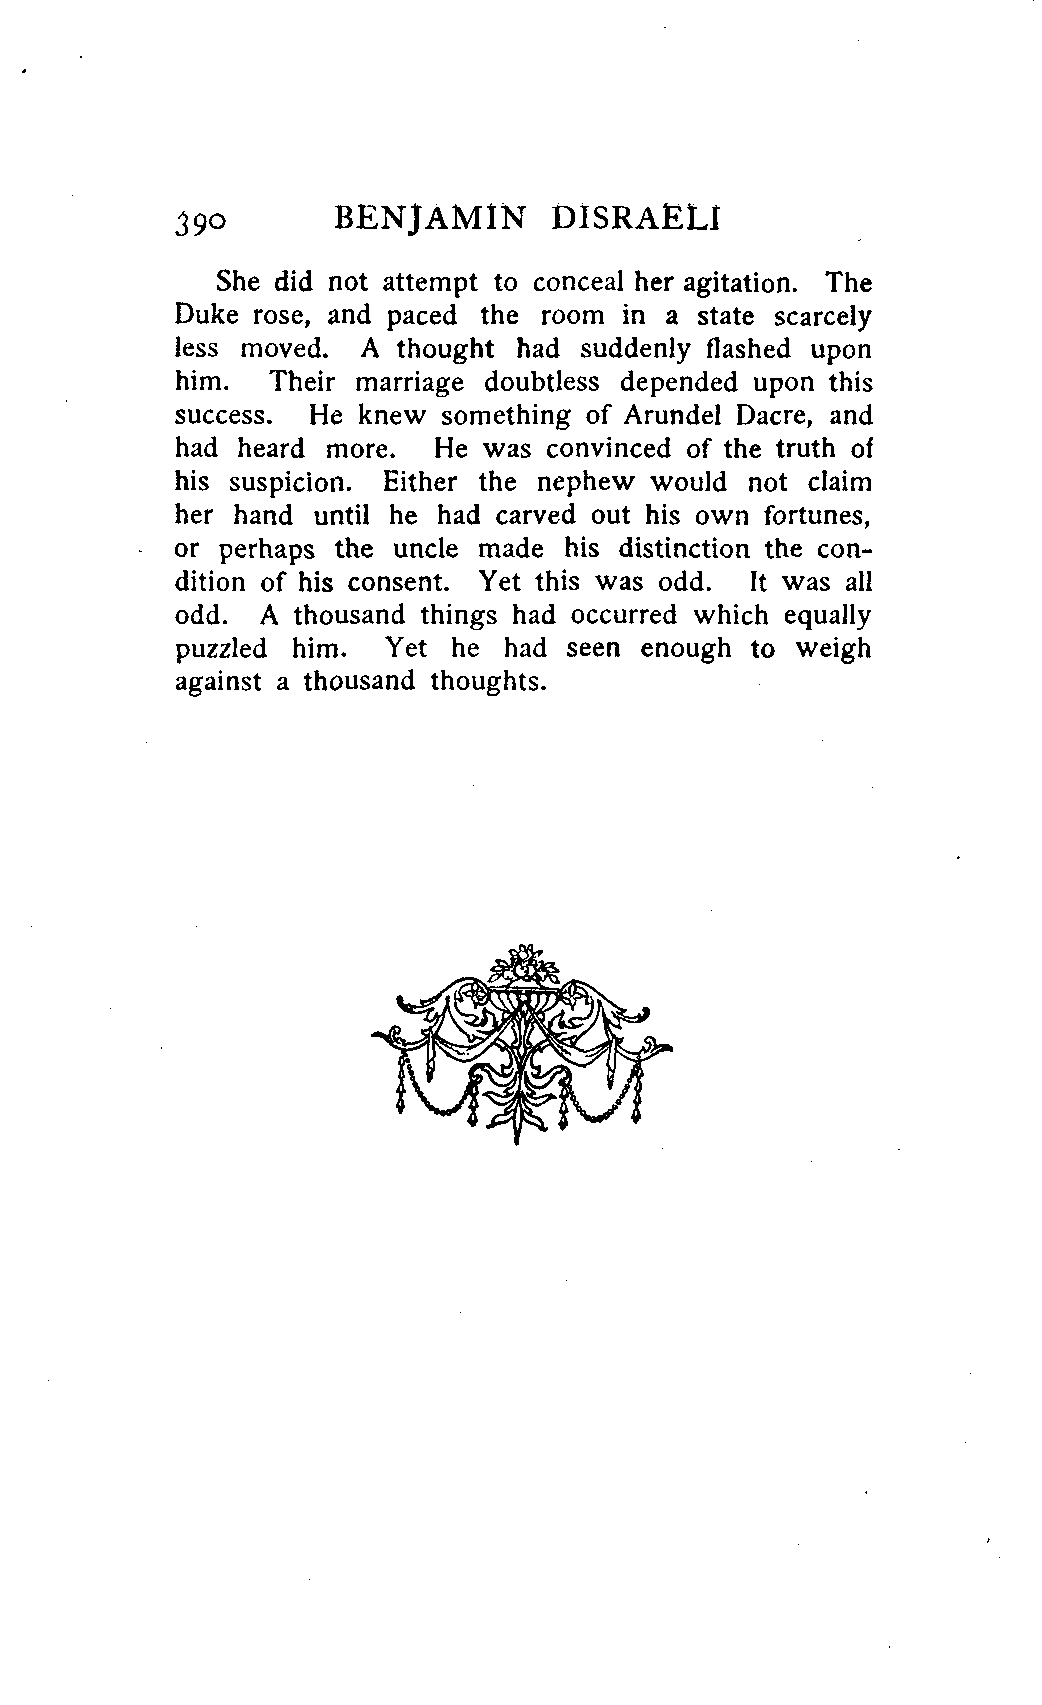 390 BENJAMIN DISRAELI
She did not attempt to conceal her agitation. The
Duke rose, and paced the room in a state scarcely
less moved. A thought had suddenly flashed upon
him. Their marriage doubtless depended upon this
success. He knew something of Arundel Dacre, and
had heard more. He was convinced of the truth of
his suspicion. Either the nephew would not claim
her hand until he had carved out his own fortunes,
or perhaps the uncle made his distinction the con-
dition of his consent. Yet this was odd. It was all
odd. A thousand things had occurred which equally
puzzled him. Yet he had seen enough to weigh
against a thousand thoughts.